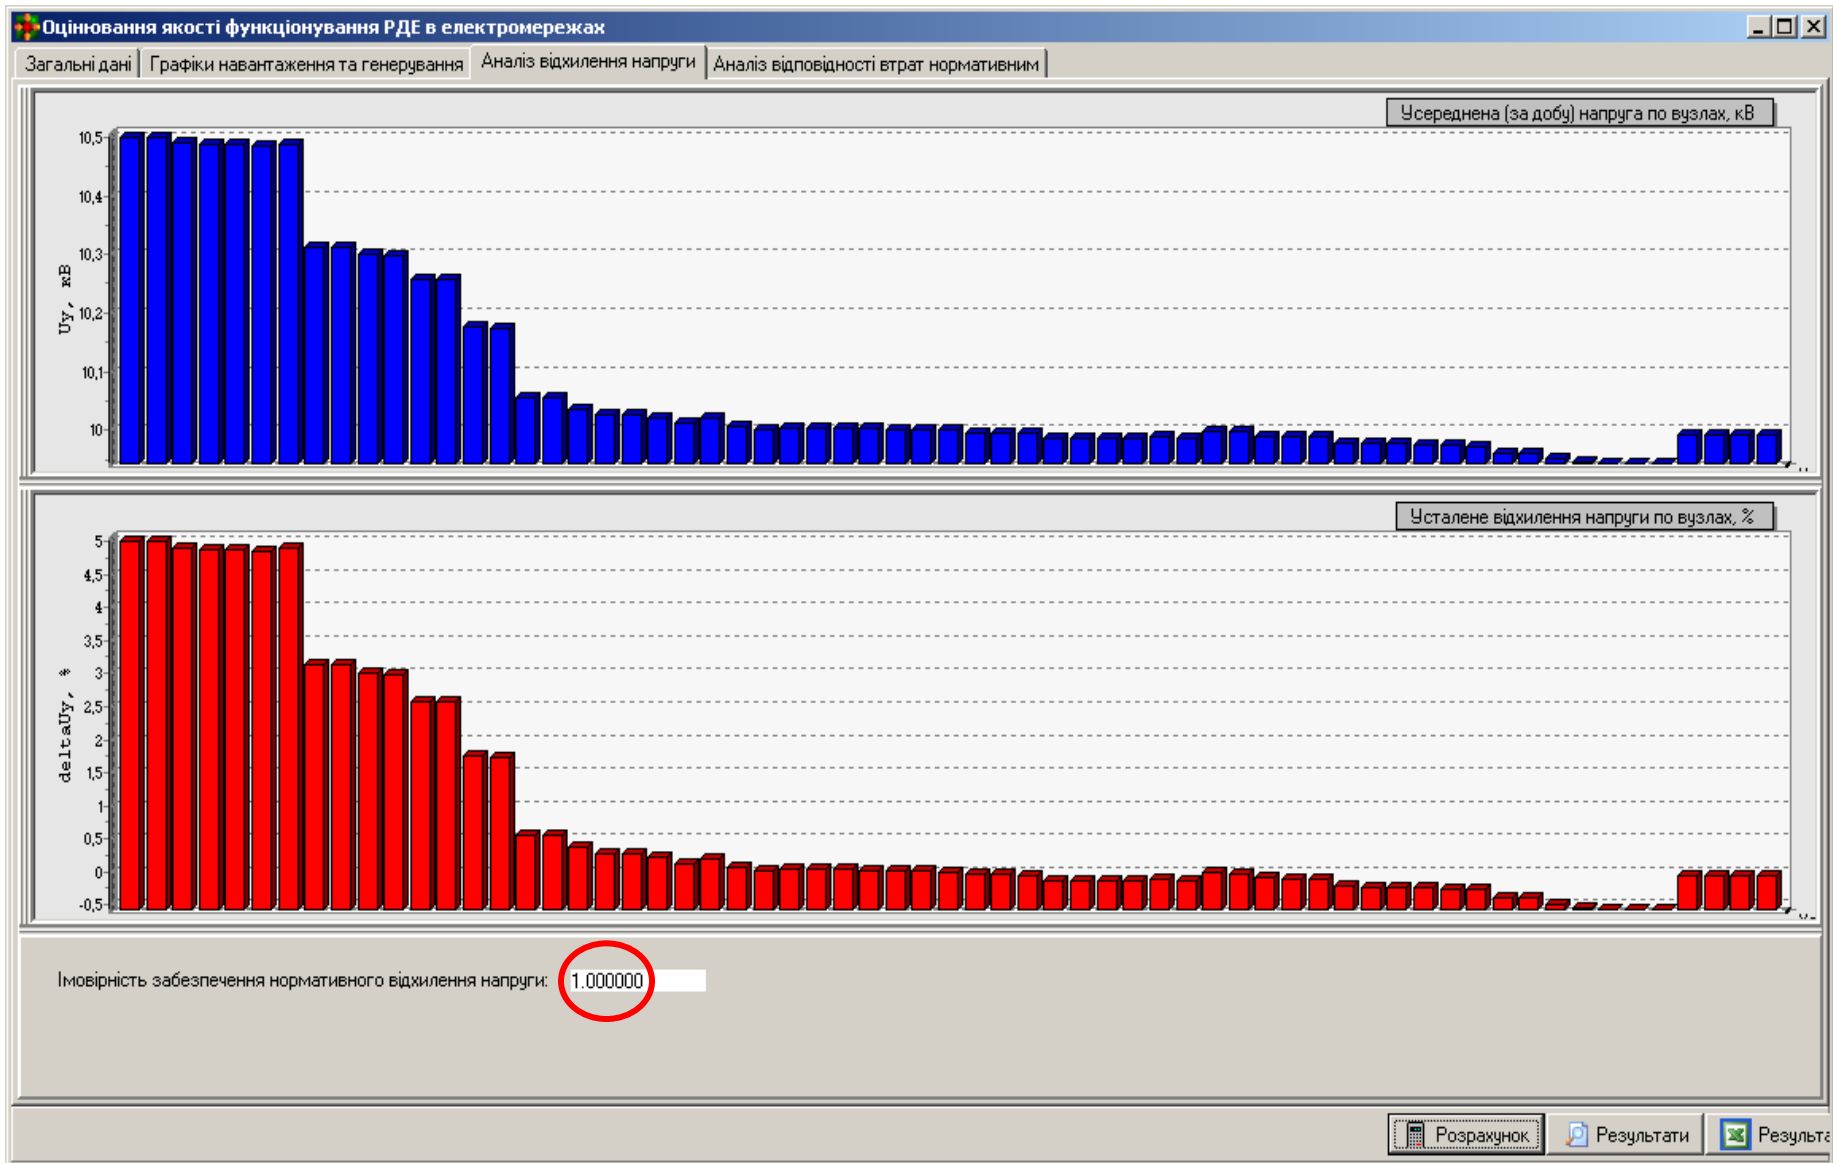 Оцінювання якості функціонування РДЕ в електромережах
Загальні дані
Графіки навантаження та генерування
Аналіз відхилення напруги
Аналіз відповідності втрат нормативним
Усереднена (за добу) напруга по вузлах, кВ
10,5
10,4
10,3
10,2
10,1
10
Uy, кВ
Усталене відхилення напруги по вузлах, %
5
4,5
4
3,5
3
2,5
2
1,5
1
0,5
0
-0,5
deltaUy, %
Імовірність забезпечення нормативного відхилення напруги:
1.000000
Розрахунок
Результати
Результа